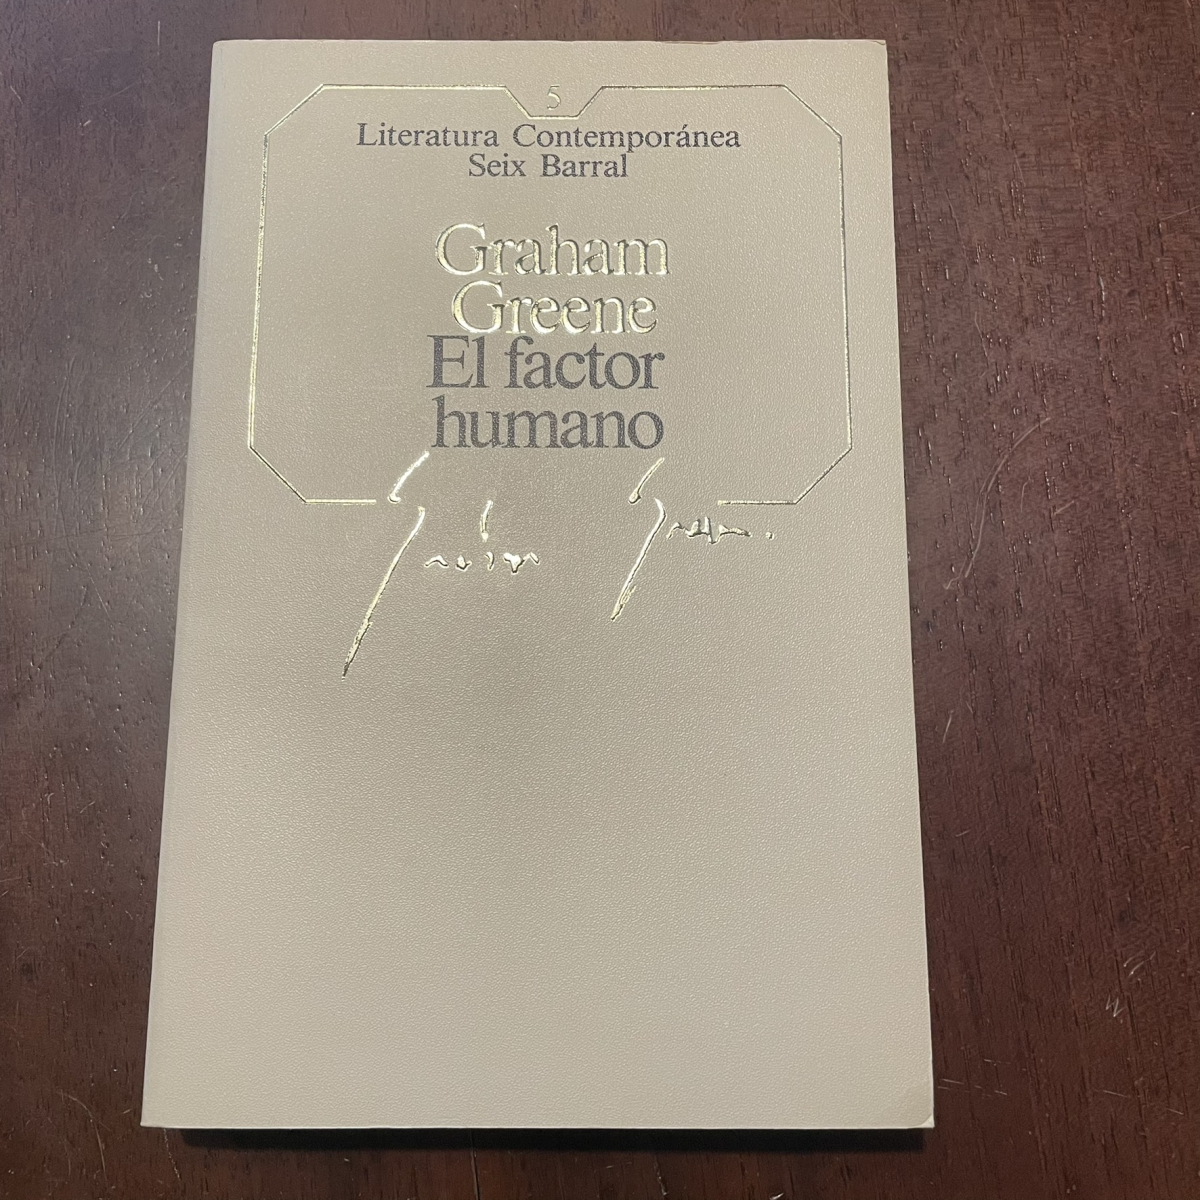 5
Literatura Contemporánea
Seix Barral
Graham
Greene
El factor
humano